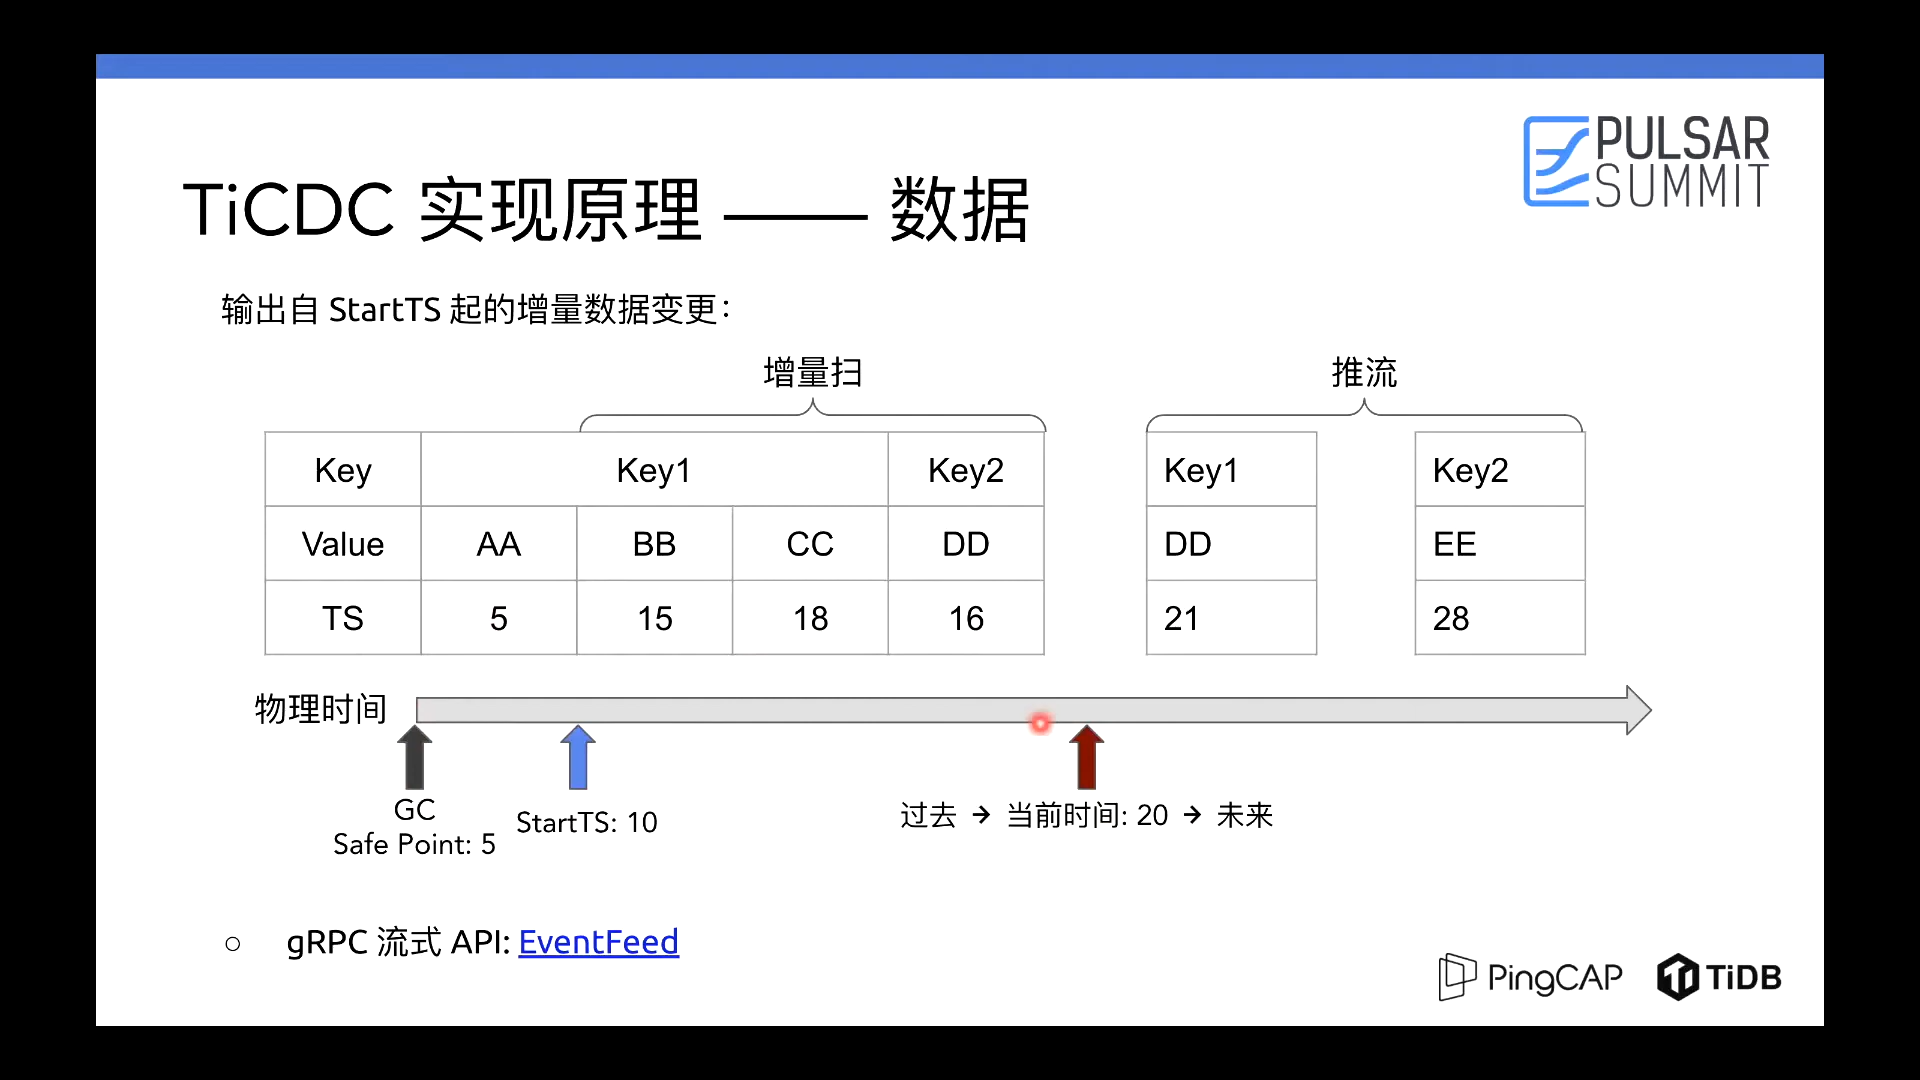 PULSAR
SUMMIT
TiCDC 实现原理 —— 数据
输出自 StartTS 起的增量数据变更：
增量扫
推流
Key Key1 Key2 Key1 Key2
Value AA BB CC DD DD EE
TS 5 15 18 16 21 28
物理时间
GC
Safe Point: 5
StartTS: 10
过去 → 当前时间: 20 → 未来
○ gRPC 流式 API: EventFeed
PingCAP TiDB